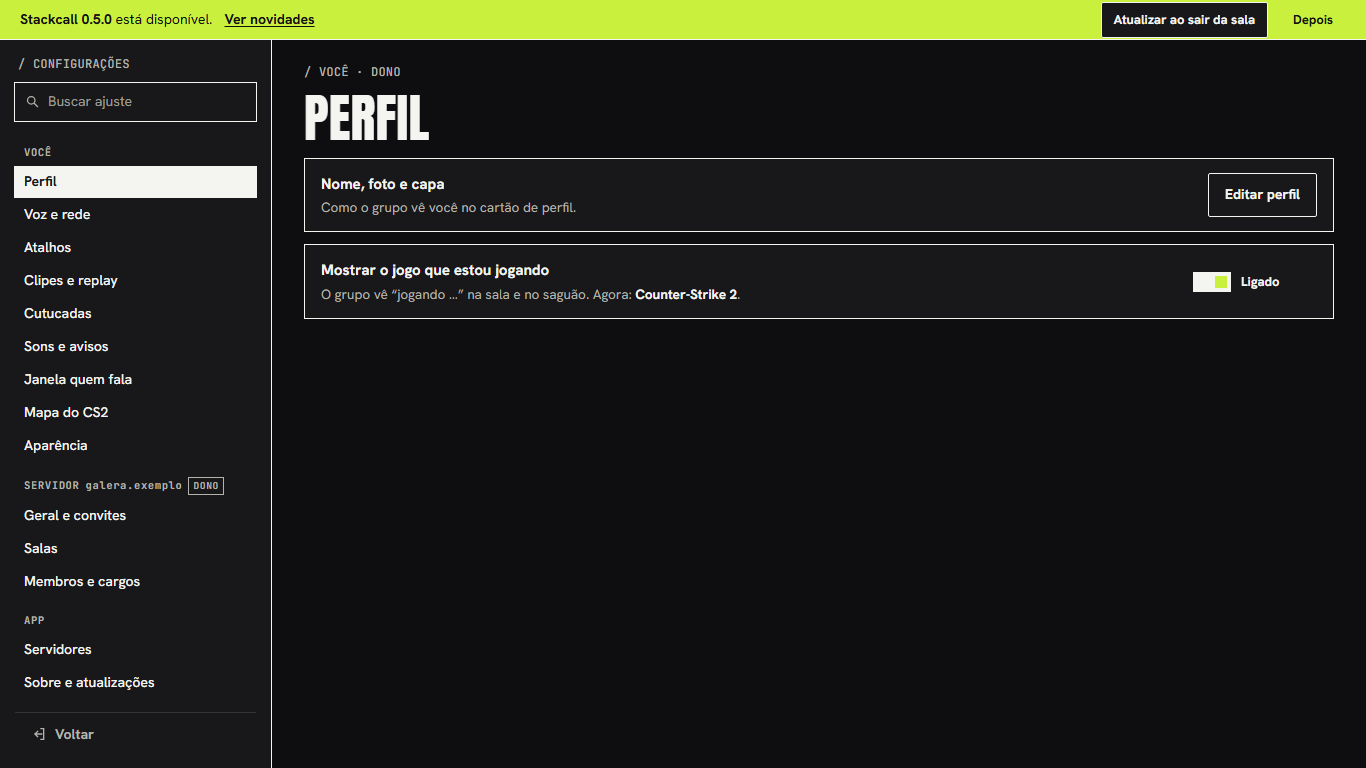 Stackcall 0.5.0 está disponível. Ver novidades
Atualizar ao sair da sala
Depois
/ CONFIGURAÇÕES
Buscar ajuste
VOCÊ
Perfil
Voz e rede
Atalhos
Clipes e replay
Cutucadas
Sons e avisos
Janela quem fala
Mapa do CS2
Aparência
SERVIDOR galera.exemplo DONO
Geral e convites
Salas
Membros e cargos
APP
Servidores
Sobre e atualizações
Voltar
/ VOCÊ · DONO
PERFIL
Nome, foto e capa
Como o grupo vê você no cartão de perfil.
Editar perfil
Mostrar o jogo que estou jogando
O grupo vê “jogando …” na sala e no saguão. Agora: Counter-Strike 2.
Ligado